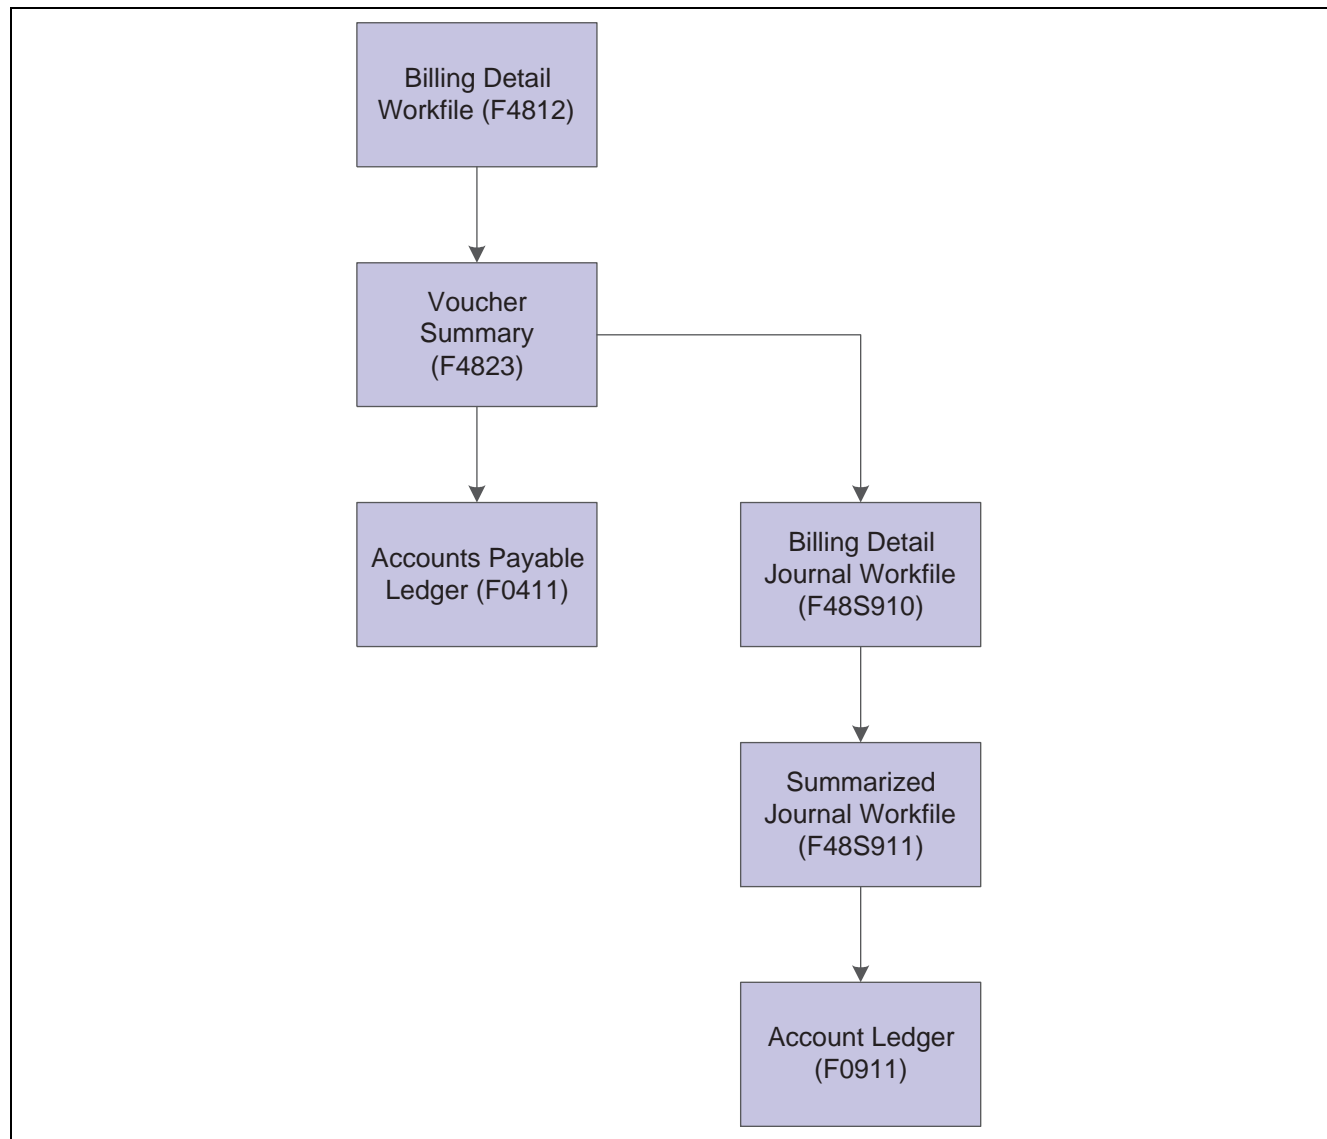 Billing Detail
Workfile (F4812)
Voucher
Summary
(F4823)
Accounts Payable
Ledger (F0411)
Billing Detail
Journal Workfile
(F48S910)
Summarized
Journal Workfile
(F48S911)
Account Ledger
(F0911)